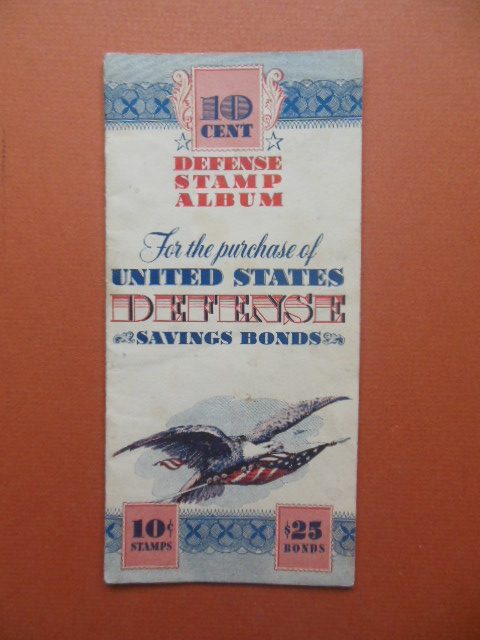 10
CENT
DEFENSE
STAMP
ALBUM
For the purchase of
UNITED STATES
DEFENSE
SAVINGS BONDS
10¢
STAMPS
$25
BONDS